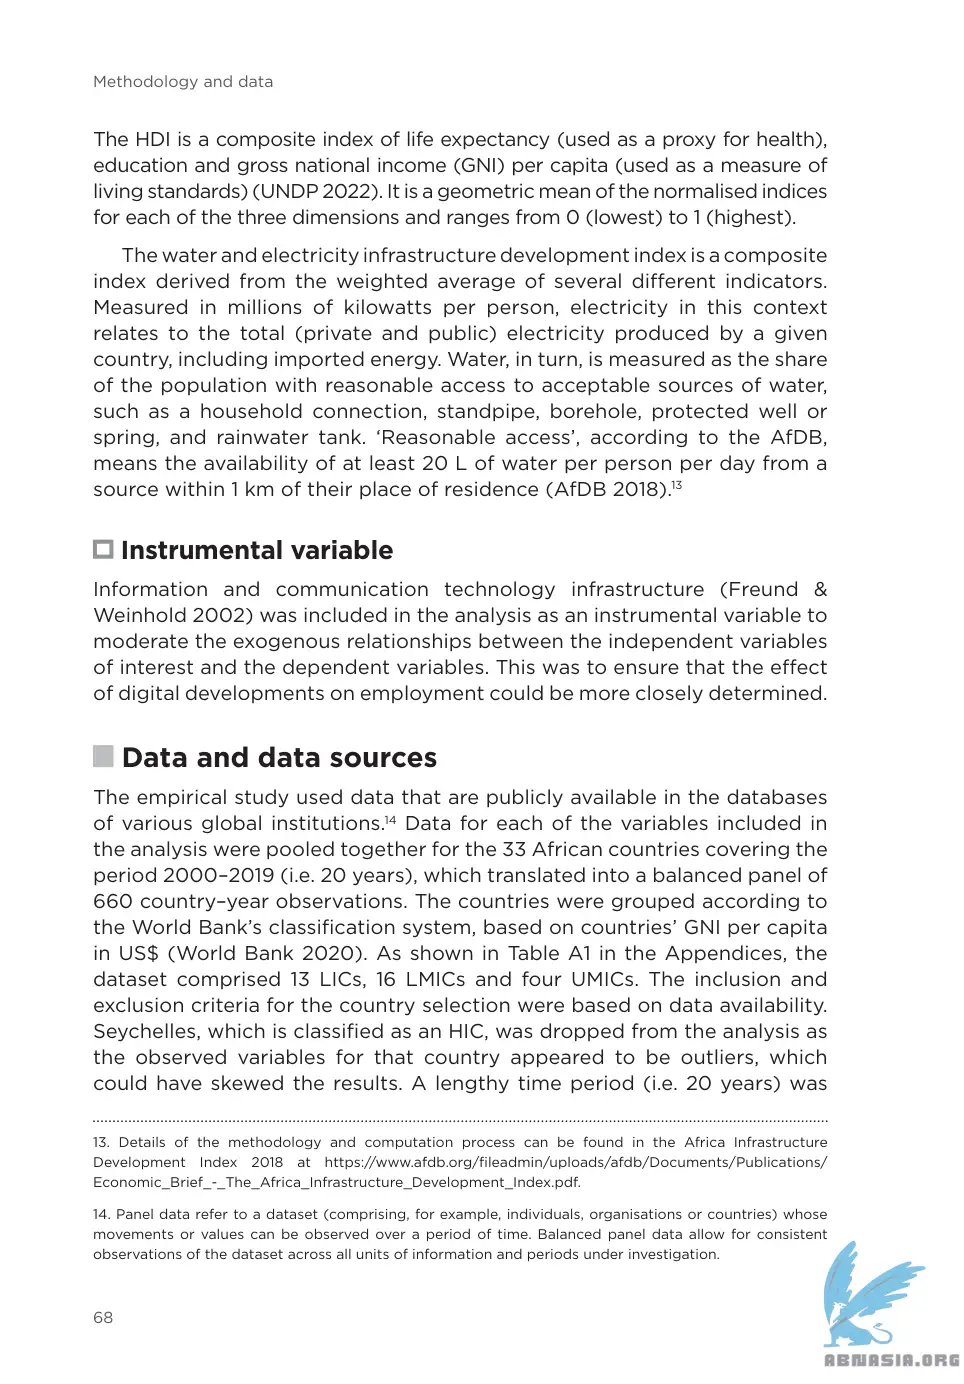 Methodology and data
The HDI is a composite index of life expectancy (used as a proxy for health),
education and gross national income (GNI) per capita (used as a measure of
living standards) (UNDP 2022). It is a geometric mean of the normalised indices
for each of the three dimensions and ranges from 0 (lowest) to 1 (highest).
The water and electricity infrastructure development index is a composite
index derived from the weighted average of several different indicators.
Measured in millions of kilowatts per person, electricity in this context
relates to the total (private and public) electricity produced by a given
country, including imported energy. Water, in turn, is measured as the share
of the population with reasonable access to acceptable sources of water,
such as a household connection, standpipe, borehole, protected well or
spring, and rainwater tank. ‘Reasonable access’, according to the AfDB,
means the availability of at least 20 L of water per person per day from a
source within 1 km of their place of residence (AfDB 2018).13
Instrumental variable
Information and communication technology infrastructure (Freund &
Weinhold 2002) was included in the analysis as an instrumental variable to
moderate the exogenous relationships between the independent variables
of interest and the dependent variables. This was to ensure that the effect
of digital developments on employment could be more closely determined.
Data and data sources
The empirical study used data that are publicly available in the databases
of various global institutions.14 Data for each of the variables included in
the analysis were pooled together for the 33 African countries covering the
period 2000–2019 (i.e. 20 years), which translated into a balanced panel of
660 country–year observations. The countries were grouped according to
the World Bank’s classification system, based on countries’ GNI per capita
in US$ (World Bank 2020). As shown in Table A1 in the Appendices, the
dataset comprised 13 LICs, 16 LMICs and four UMICs. The inclusion and
exclusion criteria for the country selection were based on data availability.
Seychelles, which is classified as an HIC, was dropped from the analysis as
the observed variables for that country appeared to be outliers, which
could have skewed the results. A lengthy time period (i.e. 20 years) was
13. Details of the methodology and computation process can be found in the Africa Infrastructure
Development Index 2018 at https://www.afdb.org/fileadmin/uploads/afdb/Documents/Publications/
Economic_Brief_-_The_Africa_Infrastructure_Development_Index.pdf.
14. Panel data refer to a dataset (comprising, for example, individuals, organisations or countries) whose
movements or values can be observed over a period of time. Balanced panel data allow for consistent
observations of the dataset across all units of information and periods under investigation.
68
ABNASIA.ORG